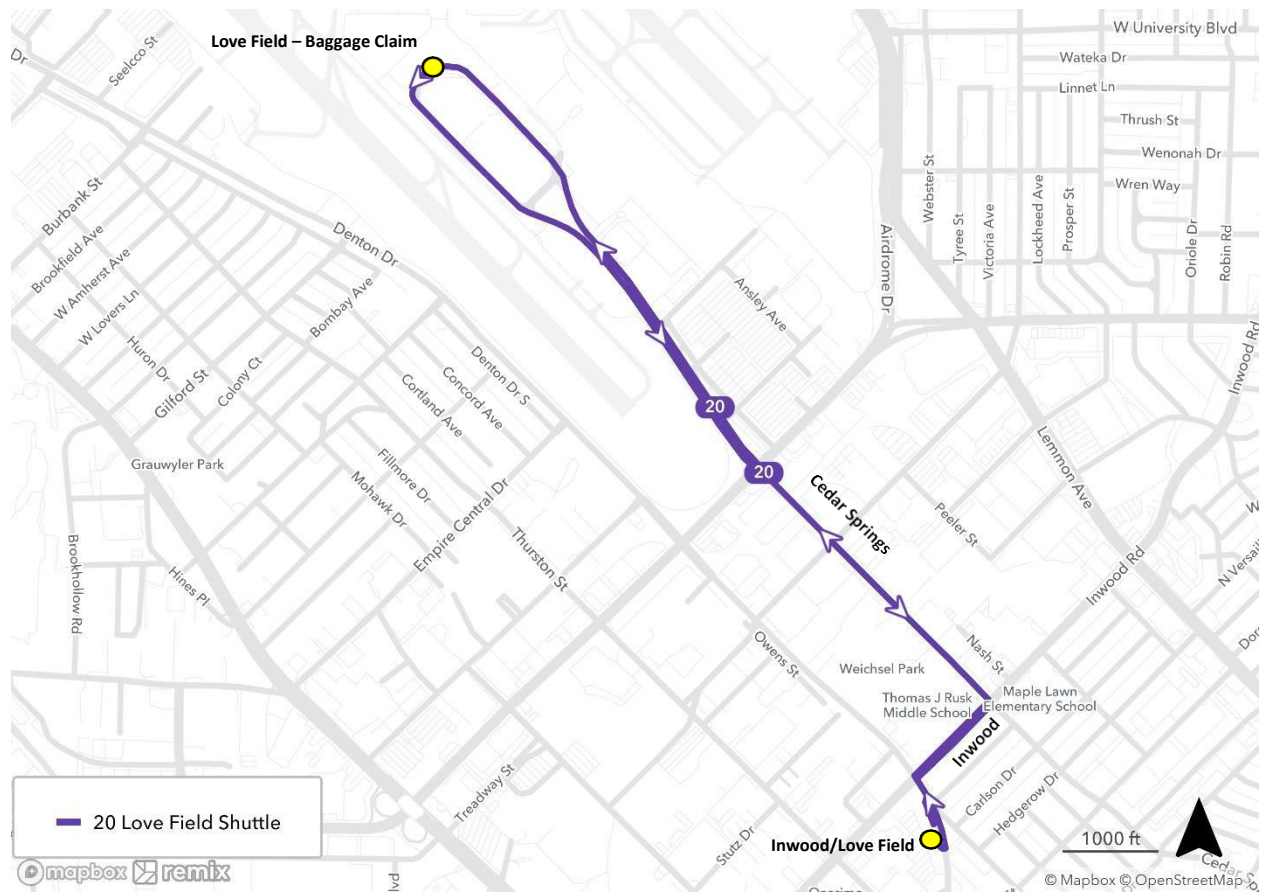 Love Field – Baggage Claim
W University Blvd
Wateka Dr
Linnet Ln
Thrush St
Wenonah Dr
Wren Way
Seelcco St
Dr
Burbank St
Brookfield Ave
W Amherst Ave
W Lovers Ln
Huron Dr
Gilford St
Colony Ct
Bombay Ave
Denton Dr
Webster St
Tyree St
Victoria Ave
Lockheed Ave
Prosper St
Oriole Dr
Robin Rd
Airdrome Dr
Ansley Ave
Denton Dr S
Concord Ave
Cortland Ave
Inwood Rd
20
20
Grauwyler Park
Fillmore Dr
Mohawk Dr
Empire Central Dr
Thurston St
Cedar Springs
Peeler St
Lemmon Ave
Inwood Rd
N Versailles
Brookhollow Rd
Hines Pl
Owens St
Nash St
Weichsel Park
Thomas J Rusk
Middle School
Maple Lawn
Elementary School
Inwood
Carlson Dr
Hedgerow Dr
Treadway St
Stutz Dr
Inwood/Love Field
20 Love Field Shuttle
1000 ft
mapbox remix
© Mapbox © OpenStreetMap